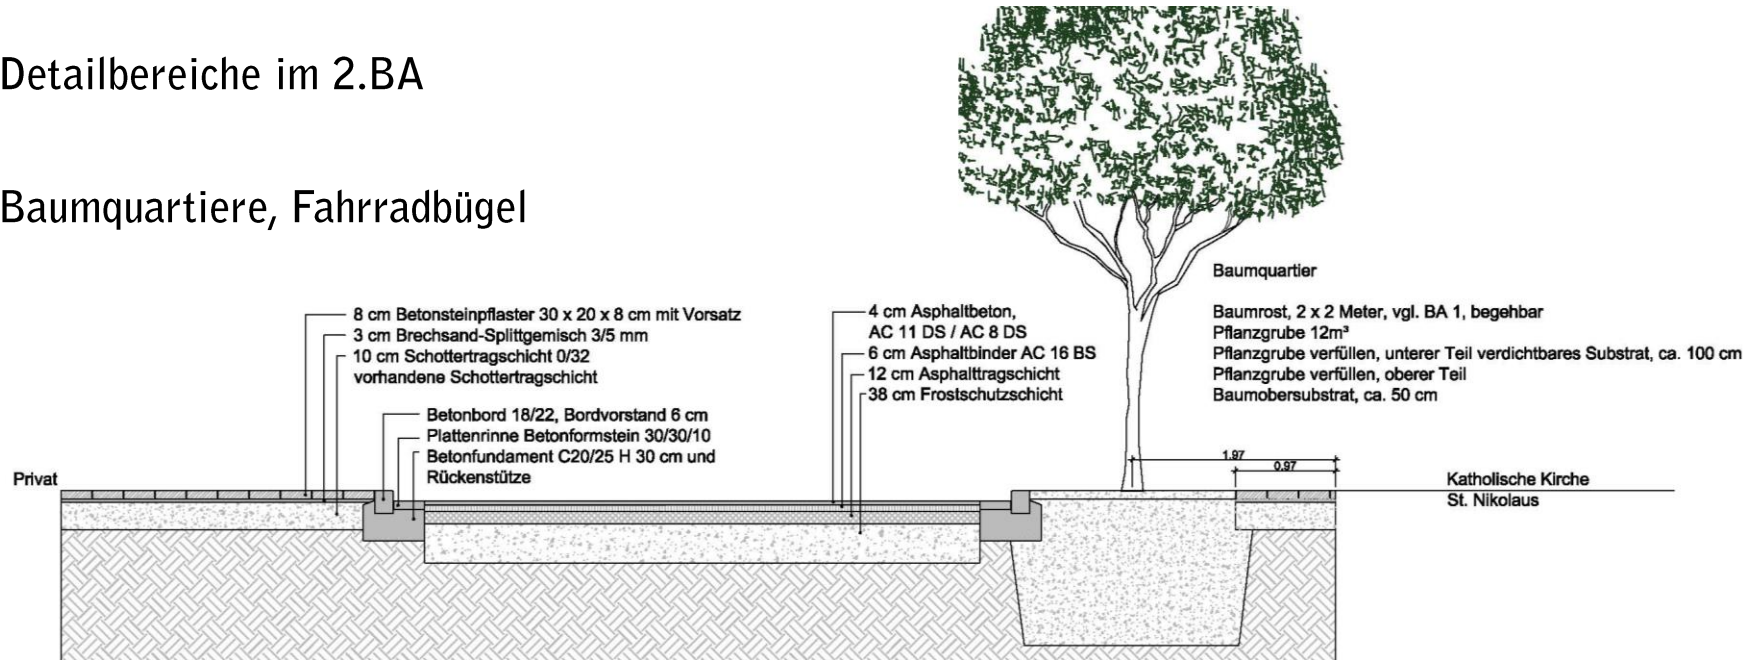 Detailbereiche im 2.BA
Baumquartiere, Fahrradbügel
8 cm Betonsteinpflaster 30 x 20 x 8 cm mit Vorsatz
3 cm Brechsand-Splittgemisch 3/5 mm
10 cm Schottertragschicht 0/32
vorhandene Schottertragschicht
Betonbord 18/22, Bordvorstand 6 cm
Plattenrinne Betonformstein 30/30/10
Betonfundament C20/25 H 30 cm und
Rückenstütze
4 cm Asphaltbeton,
AC 11 DS / AC 8 DS
6 cm Asphaltbinder AC 16 BS
12 cm Asphalttragschicht
38 cm Frostschutzschicht
Baumquartier
Baumrost, 2 x 2 Meter, vgl. BA 1, begehbar
Pflanzgrube 12m³
Pflanzgrube verfüllen, unterer Teil verdichtbares Substrat, ca. 100 cm
Pflanzgrube verfüllen, oberer Teil
Baumobersubstrat, ca. 50 cm
1.97
0.97
Privat
Katholische Kirche
St. Nikolaus